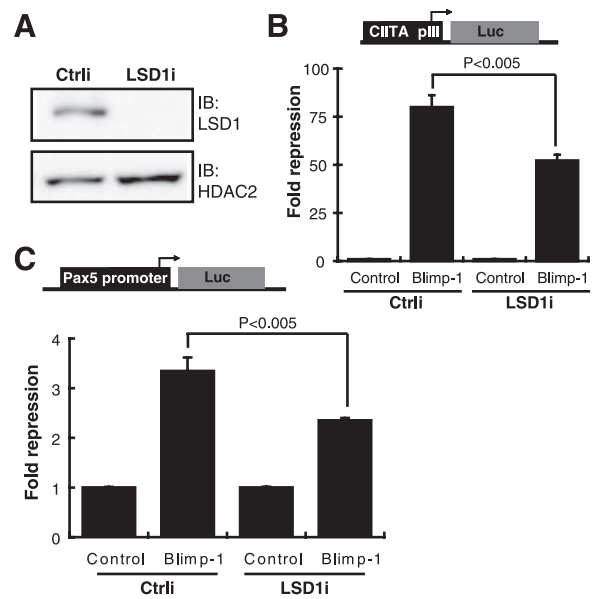 A
Ctrli LSD1i
IB:
LSD1
IB:
HDAC2
B
CIITA pIII Luc
P<0.005
Fold repression
100
75
50
25
0
Control Blimp-1 Control Blimp-1
Ctrli LSD1i
C
Pax5 promoter Luc
P<0.005
Fold repression
4
3
2
1
0
Control Blimp-1 Control Blimp-1
Ctrli LSD1i